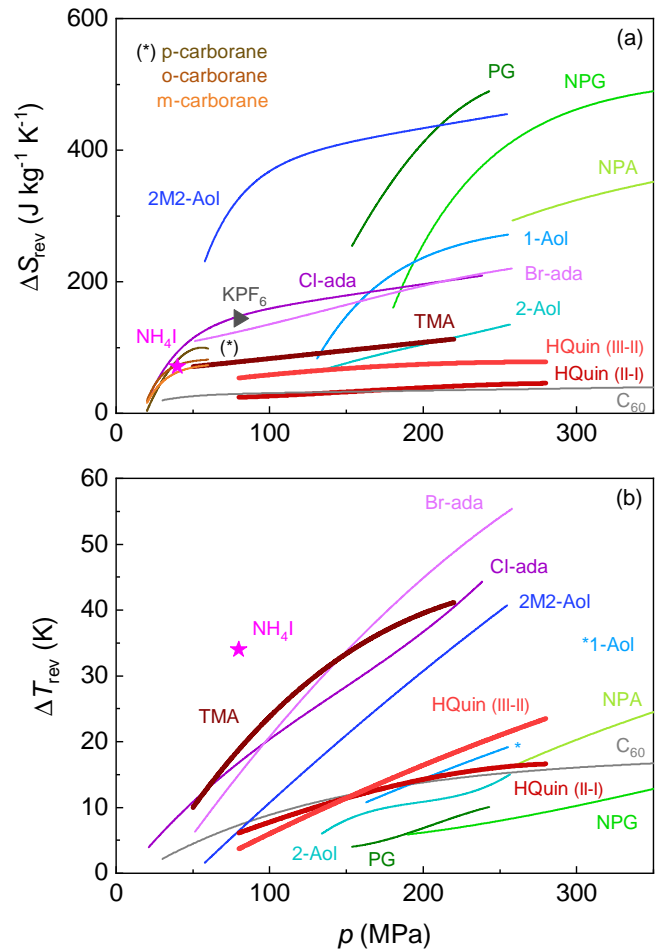 600
(a)
(*) p-carborane
o-carborane
m-carborane
PG
NPG
400
2M2-Aol
NPA
1-Aol
ΔS_rev (J kg⁻¹ K⁻¹)
Cl-ada
Br-ada
200
KPF₆
NH₄I
(*)
TMA
2-Aol
HQuin (III-II)
HQuin (II-I)
C₆₀
0
0 100 200 300
60
(b)
Br-ada
50
Cl-ada
2M2-Aol
40
NH₄I
*1-Aol
ΔT_rev (K)
30
TMA
HQuin (III-II)
NPA
20
*
C₆₀
HQuin (II-I)
10
2-Aol
PG
NPG
0
0 100 200 300
p (MPa)